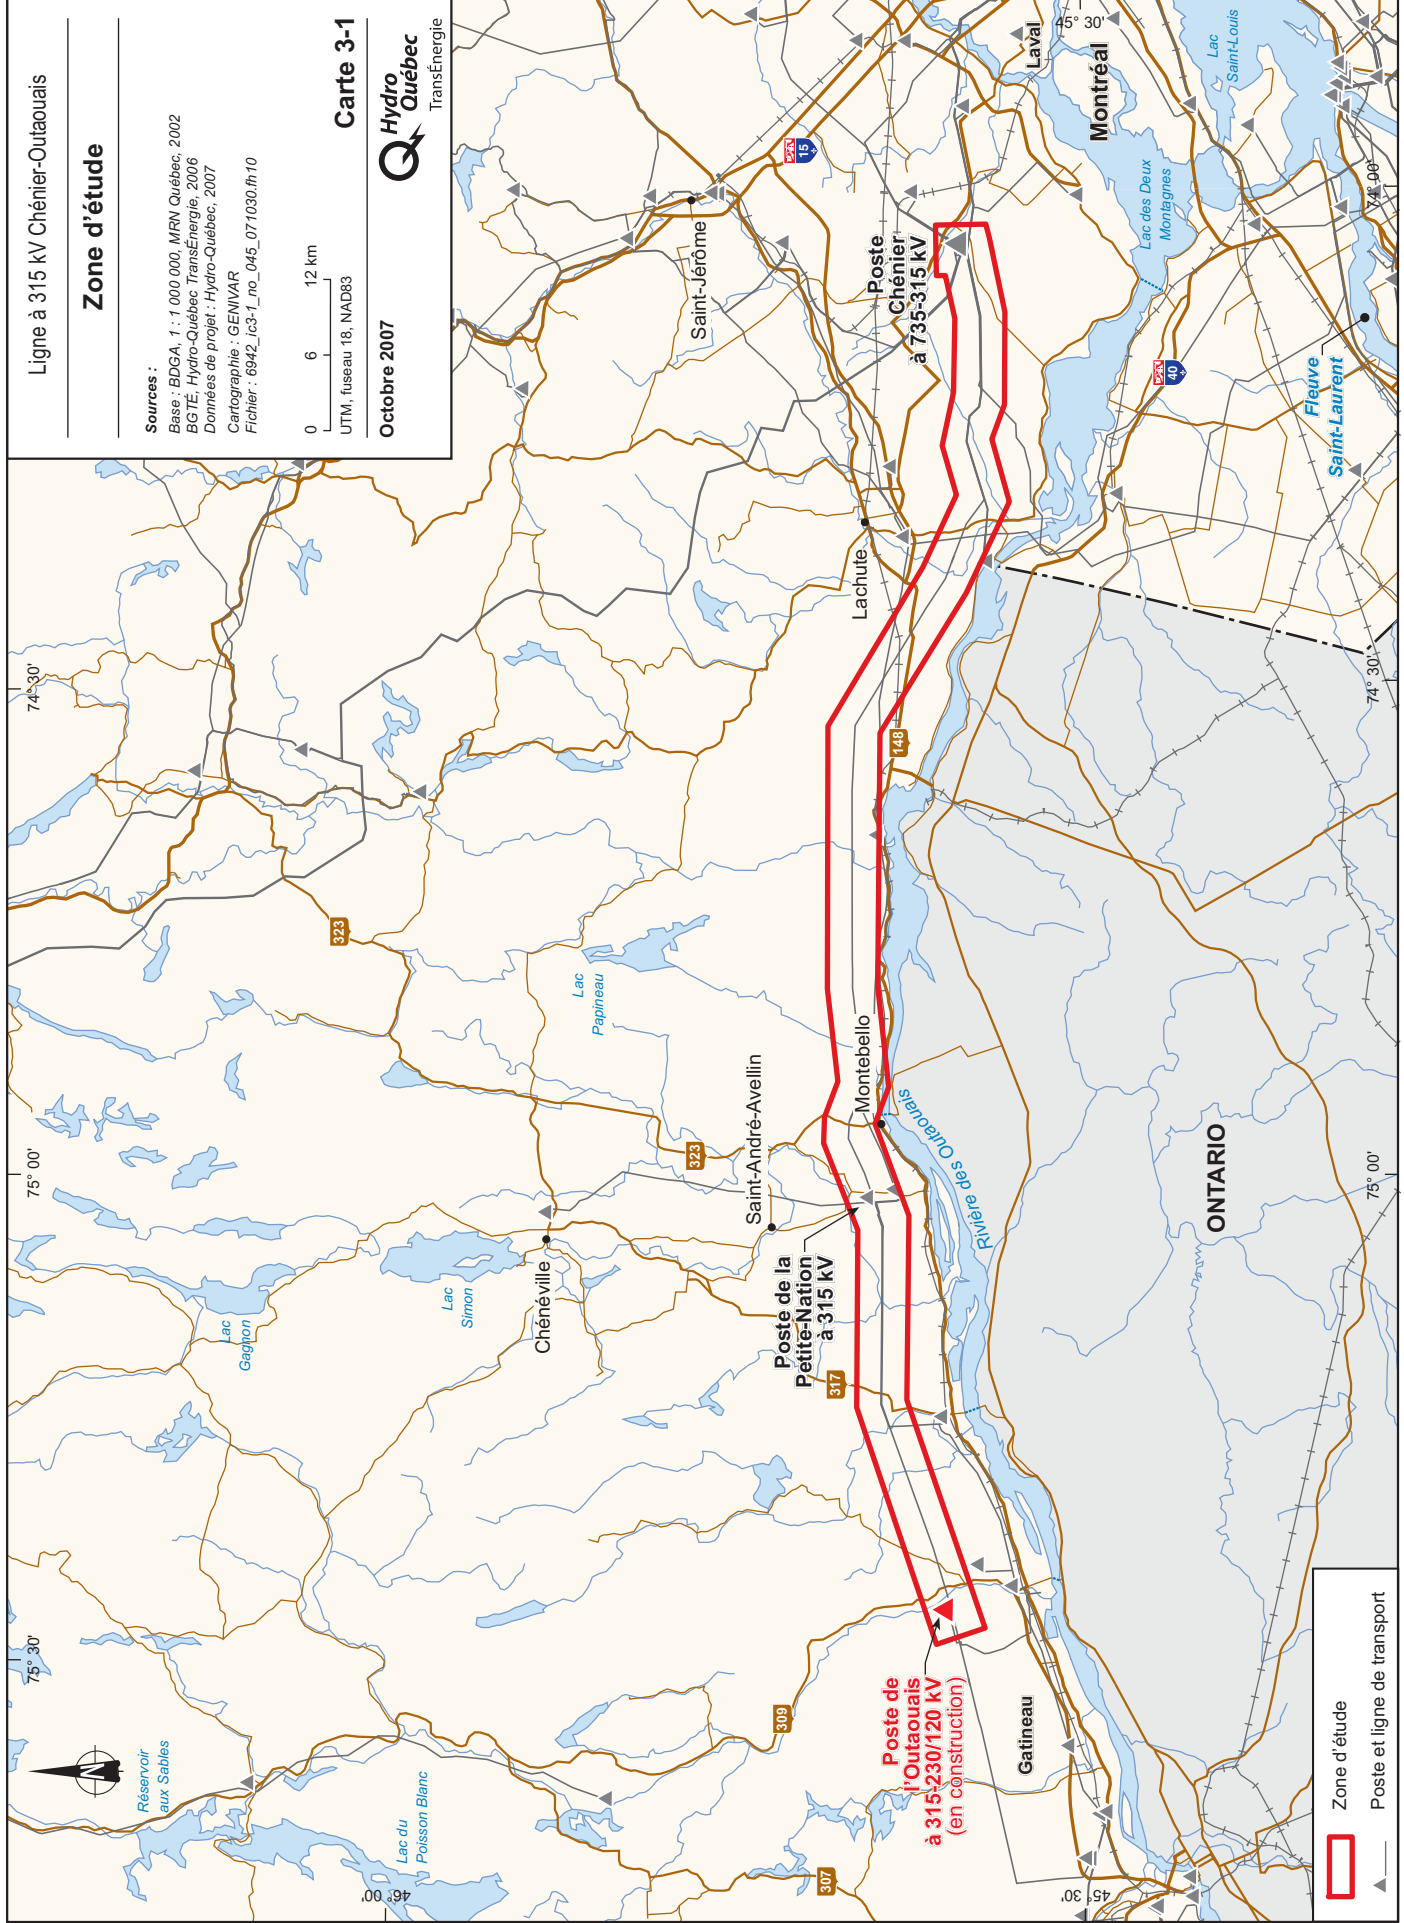 Ligne à 315 kV Chénier-Outaouais
Zone d'étude
Sources :
Base : BDGA, 1 : 1 000 000, MRN Québec, 2002
BGTÉ, Hydro-Québec TransÉnergie, 2006
Données de projet : Hydro-Québec, 2007
Cartographie : GENIVAR
Fichier : 6942_ic3-1_no_045_071030.fh10
0 6 12 km
UTM, fuseau 18, NAD83
Octobre 2007
Carte 3-1
Hydro
Québec
TransÉnergie
75° 30'
75° 00'
74° 30'
N
Réservoir
aux Sables
Lac du
Poisson Blanc
46° 00'
Lac
Gagnon
Lac
Simon
Chénéville
323
Lac
Papineau
Saint-André-Avellin
323
Saint-Jérôme
15
309
307
317
Poste de la
Petite-Nation
à 315 kV
Montebello
Lachute
148
Poste
Chénier
à 735-315 kV
Laval
45° 30'
Montréal
Lac
Saint-Louis
Lac des Deux
Montagnes
40
Fleuve
Saint-Laurent
74° 00'
Poste de
l'Outaouais
à 315-230/120 kV
(en construction)
Gatineau
Rivière des Outaouais
ONTARIO
45° 30'
75° 00'
74° 30'
Zone d'étude
Poste et ligne de transport